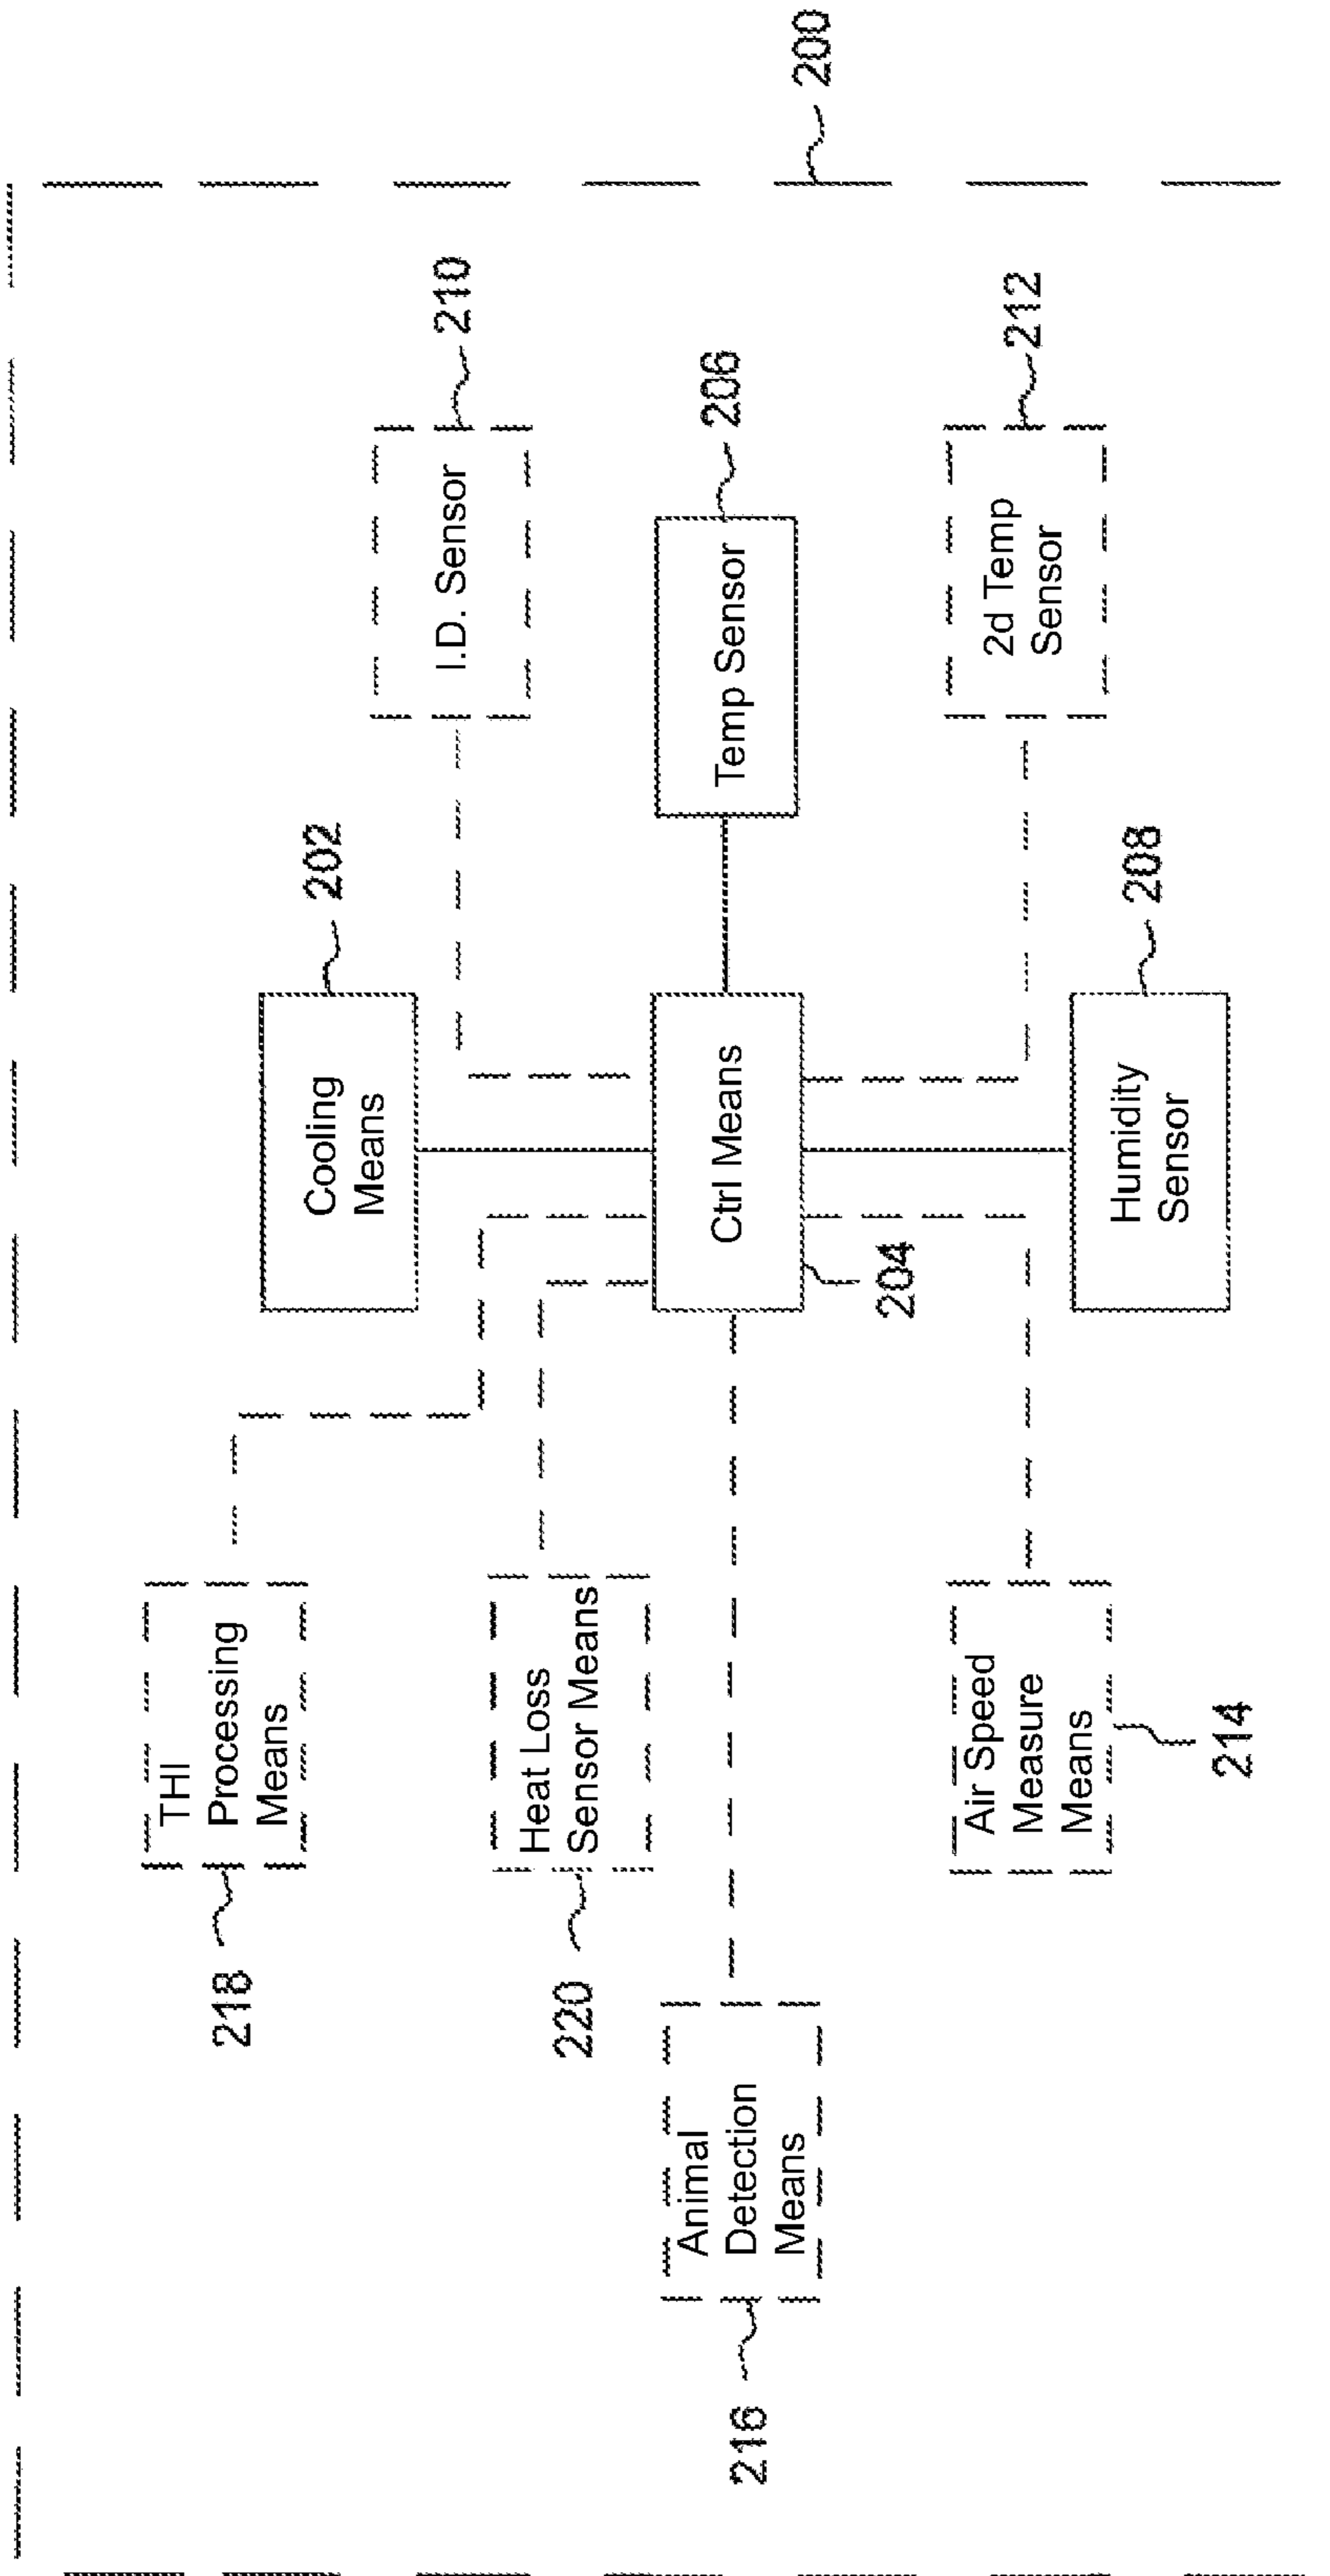 200
THI
Processing
Means
218
Cooling
Means
202
I.D. Sensor
210
Heat Loss
Sensor Means
220
Animal
Detection
Means
216
Ctrl Means
204
Temp Sensor
206
Air Speed
Measure
Means
214
Humidity
Sensor
208
2d Temp
Sensor
212